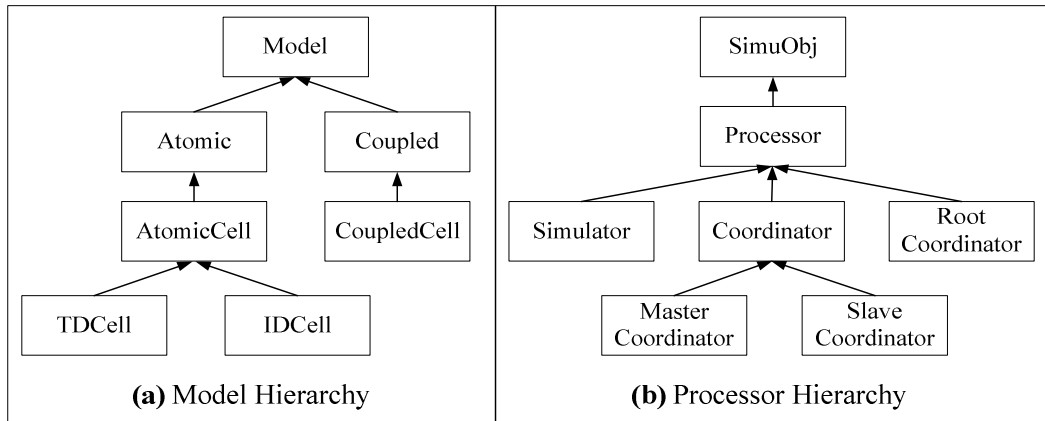 Model
Atomic
Coupled
AtomicCell
CoupledCell
TDCell
IDCell
(a) Model Hierarchy
SimuObj
Processor
Simulator
Coordinator
Root
Coordinator
Master
Coordinator
Slave
Coordinator
(b) Processor Hierarchy